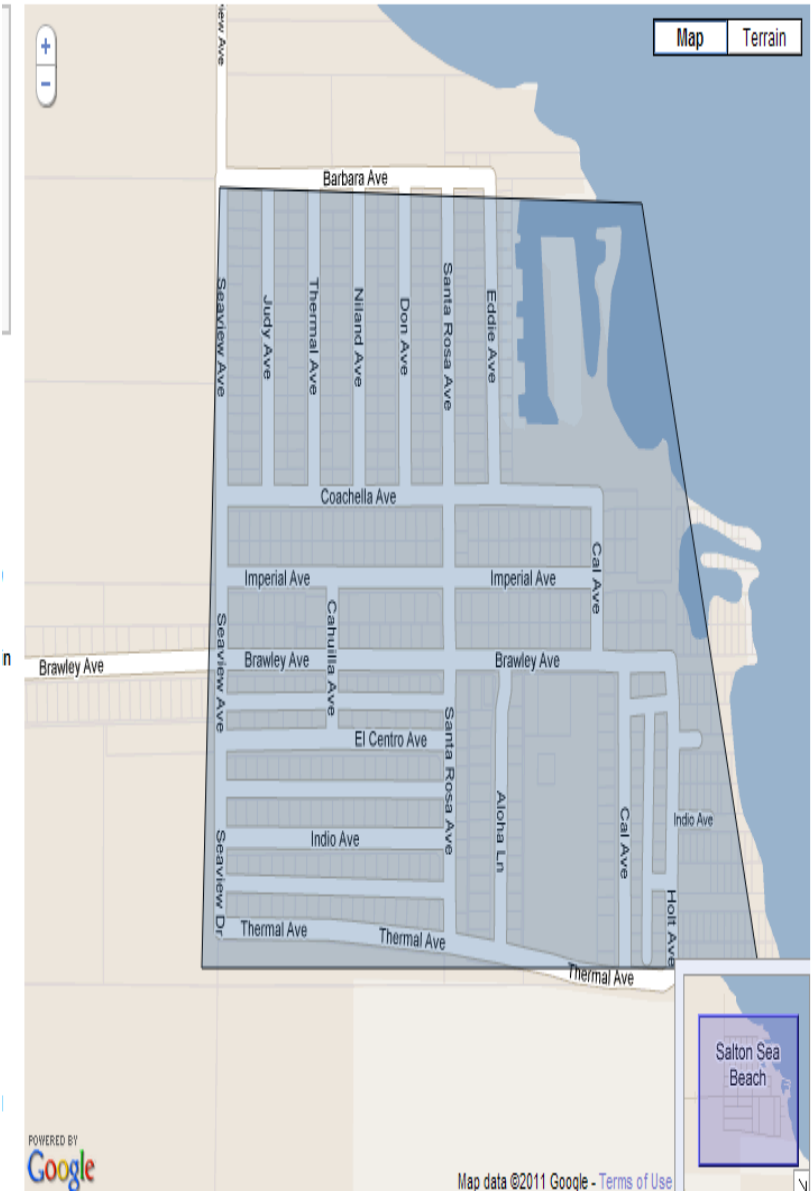 +
−
Map
Terrain
Barbara Ave
Seaview Ave
Judy Ave
Thermal Ave
Niland Ave
Don Ave
Santa Rosa Ave
Eddie Ave
Coachella Ave
Cal Ave
Imperial Ave
Imperial Ave
Cahuilla Ave
Seaview Ave
Brawley Ave
Brawley Ave
Brawley Ave
El Centro Ave
Santa Rosa Ave
Aloha Ln
Cal Ave
Indio Ave
Indio Ave
Seaview Dr
Holt Ave
Thermal Ave
Thermal Ave
Thermal Ave
Salton Sea
Beach
POWERED BY
Google
Map data ©2011 Google - Terms of Use